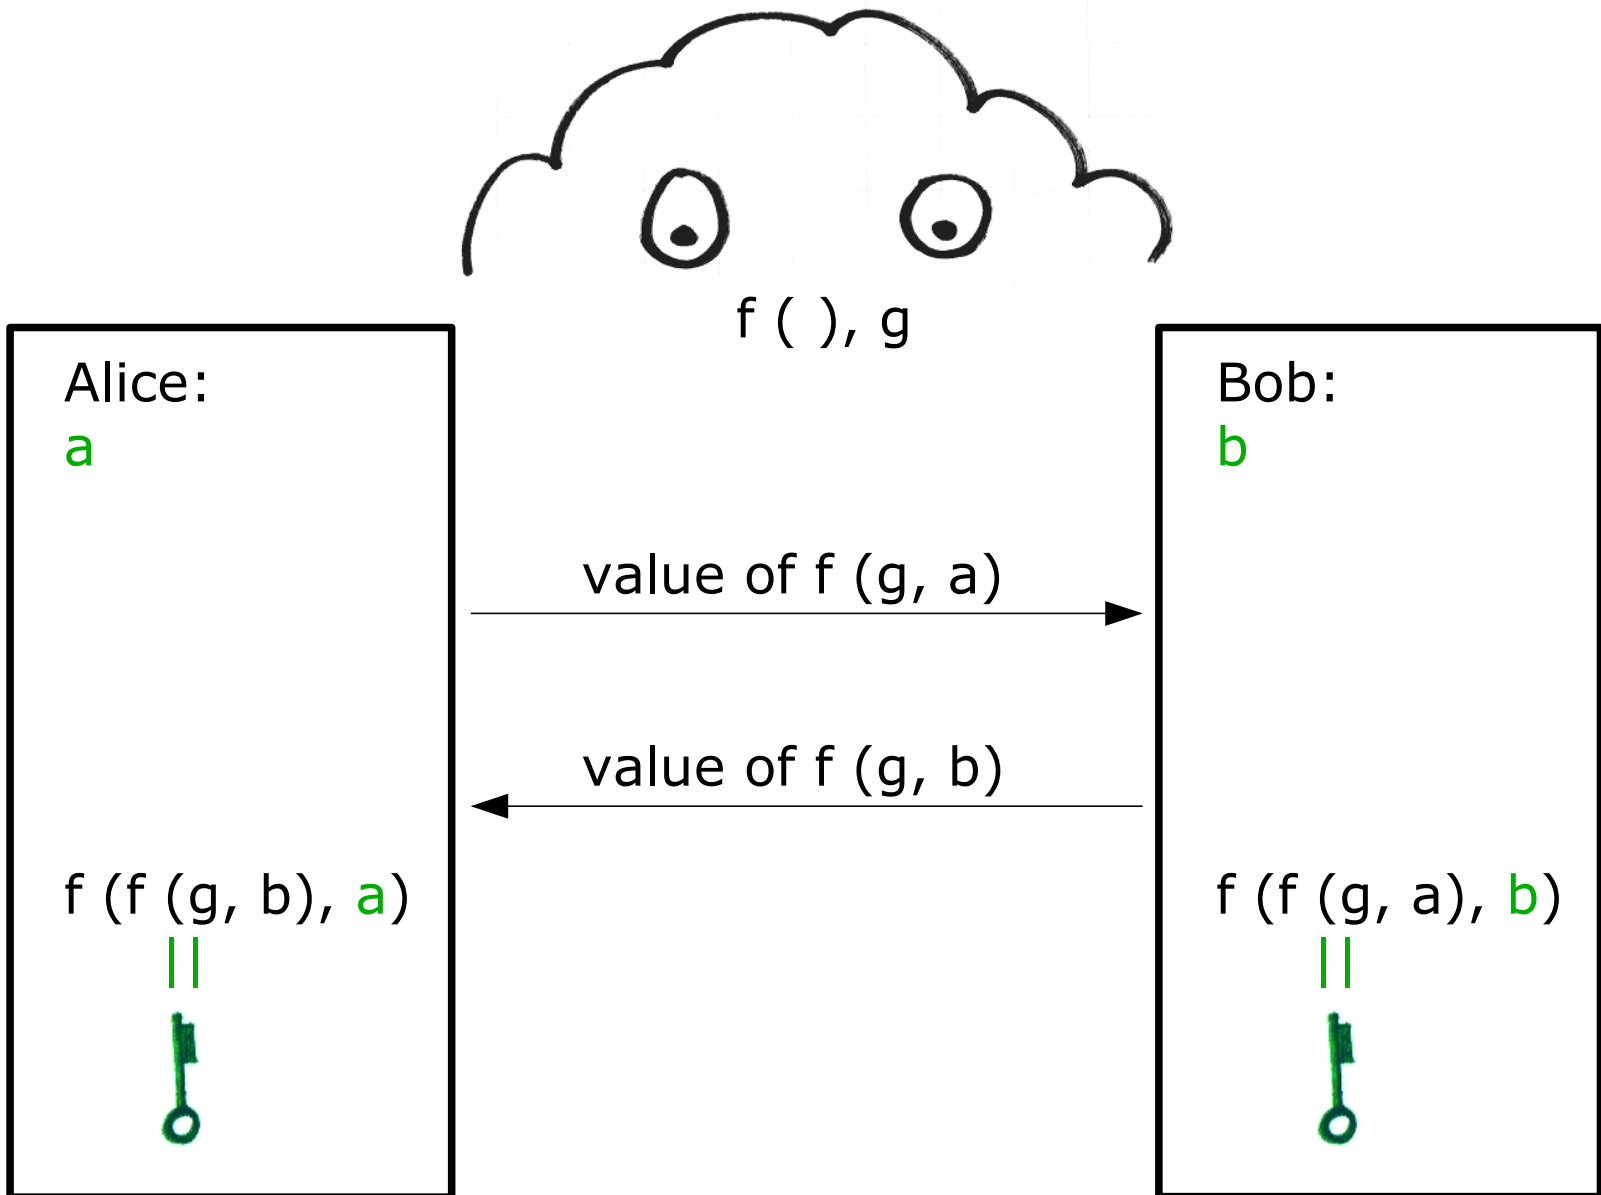 f ( ), g
Alice:
a
Bob:
b
value of f (g, a)
value of f (g, b)
f (f (g, b), a)
f (f (g, a), b)